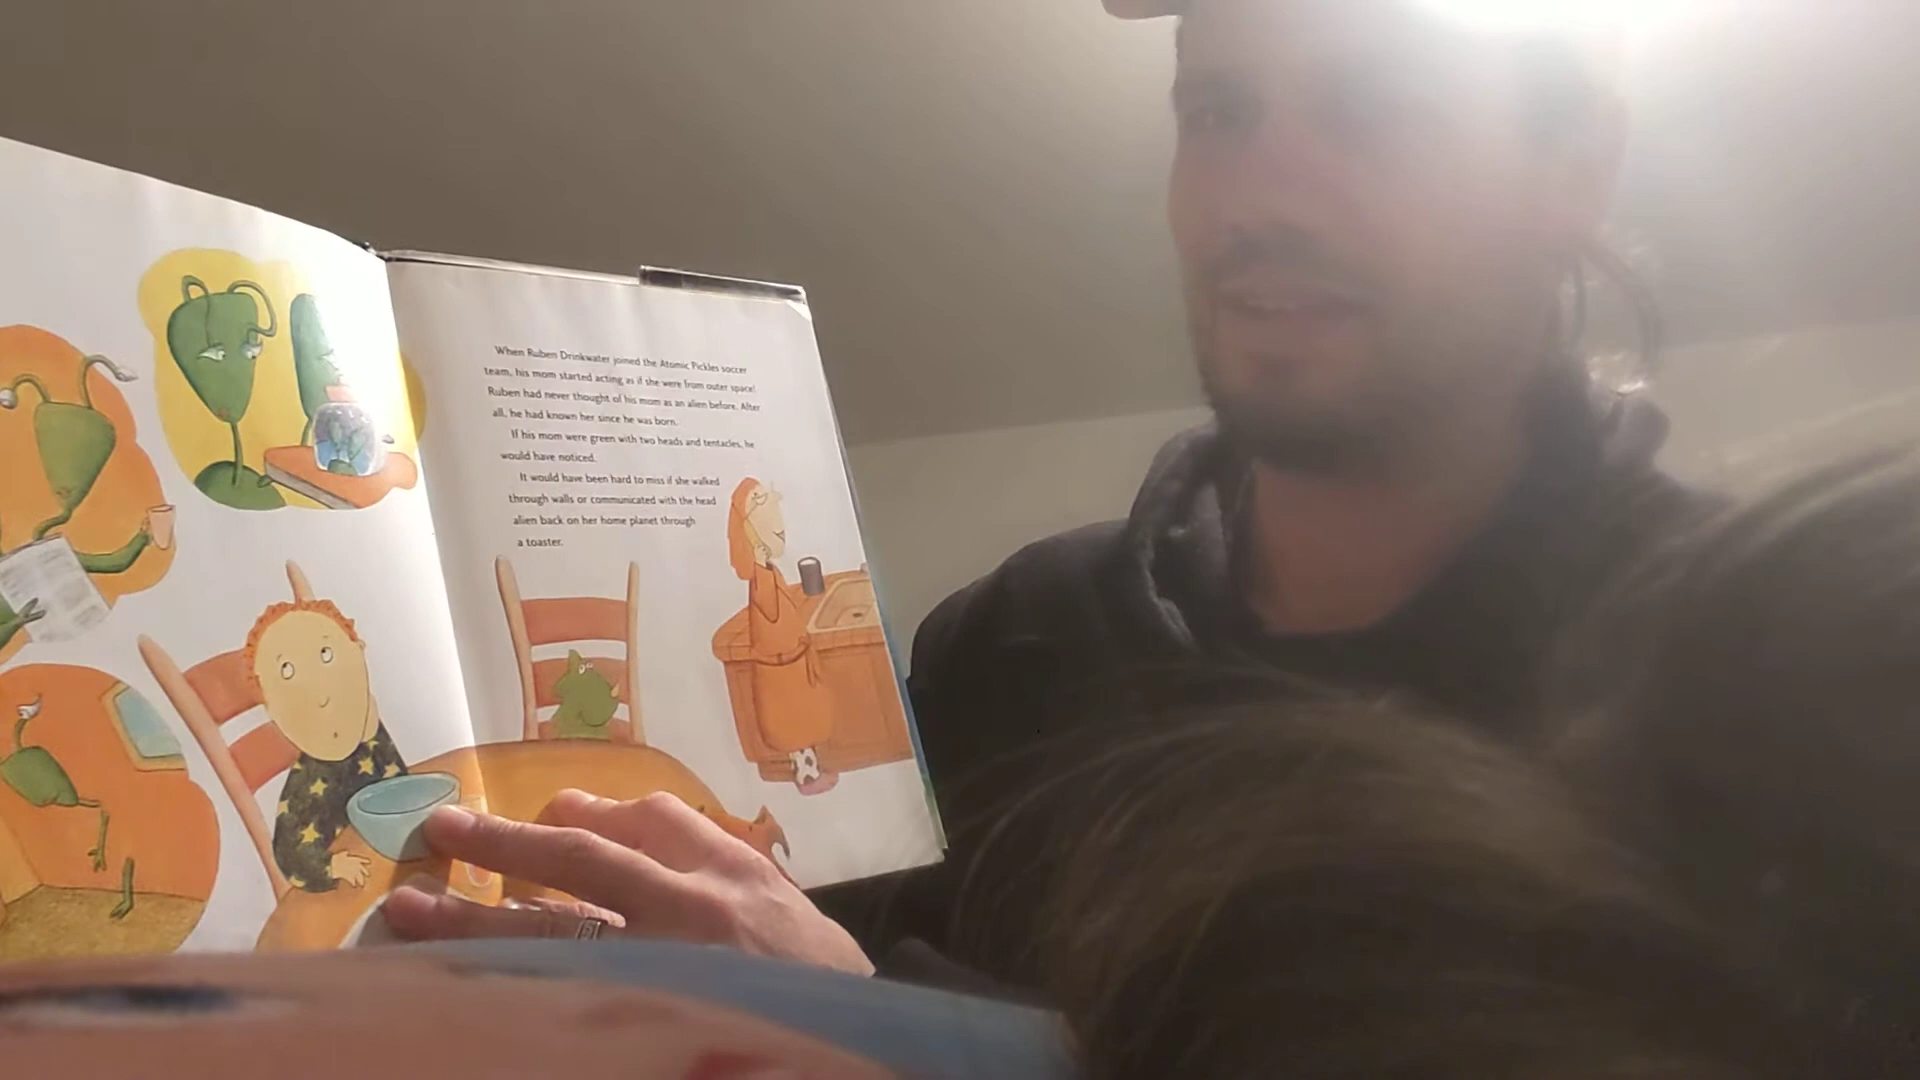 When Ruben Drinkwater joined the Atomic Pickles soccer
team, his mom started acting as if she were from outer space!
Ruben had never thought of his mom as an alien before. After
all, he had known her since he was born.
If his mom were green with two heads and tentacles, he
would have noticed.
It would have been hard to miss if she walked
through walls or communicated with the head
alien back on her home planet through
a toaster.